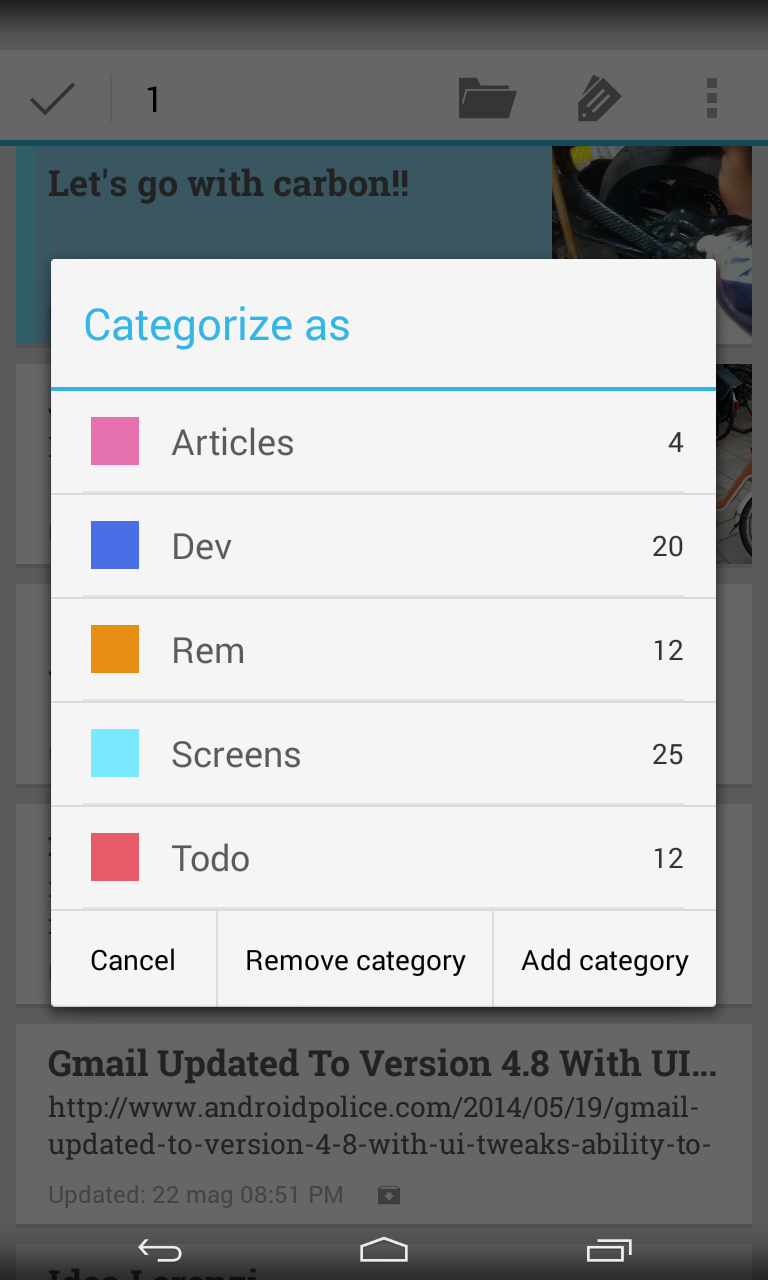 1
Let's go with carbon!!
Categorize as
Articles 4
Dev 20
Rem 12
Screens 25
Todo 12
Cancel Remove category Add category
Gmail Updated To Version 4.8 With UI...
http://www.androidpolice.com/2014/05/19/gmail-
updated-to-version-4-8-with-ui-tweaks-ability-to-
Updated: 22 mag 08:51 PM